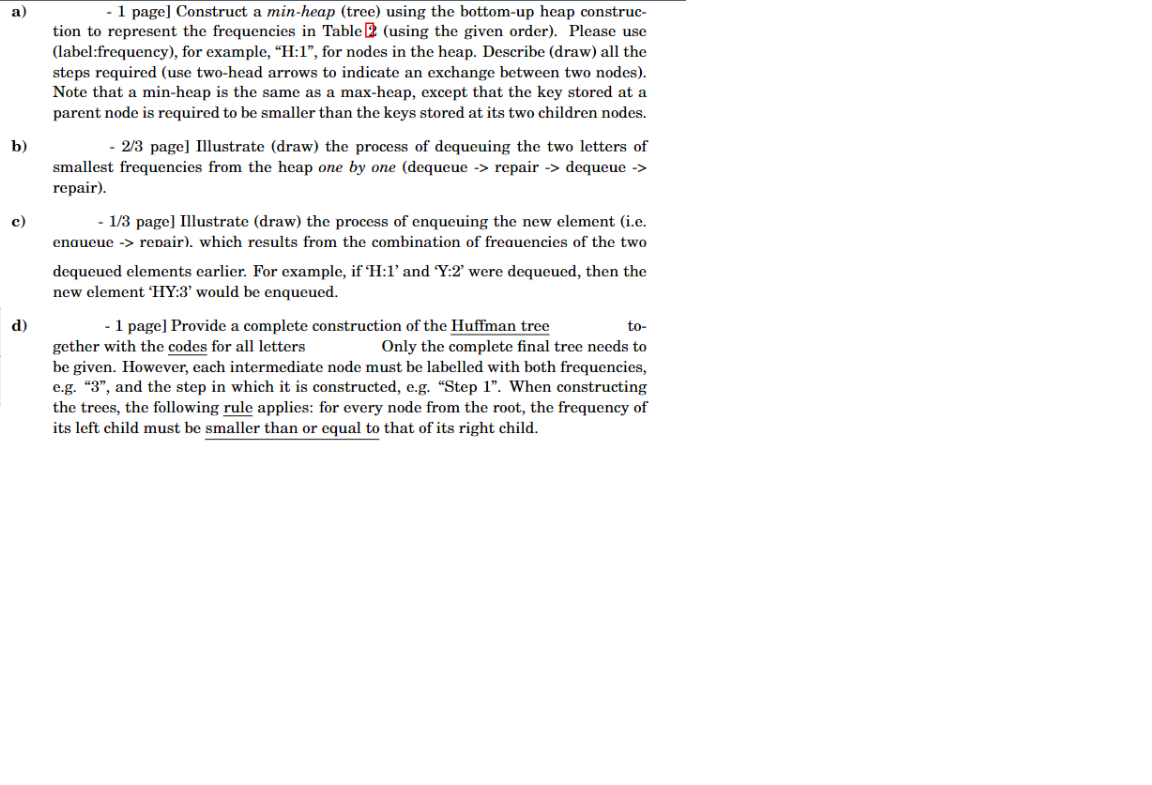 a) - 1 page] Construct a min-heap (tree) using the bottom-up heap construc-
tion to represent the frequencies in Table 2 (using the given order). Please use
(label:frequency), for example, “H:1”, for nodes in the heap. Describe (draw) all the
steps required (use two-head arrows to indicate an exchange between two nodes).
Note that a min-heap is the same as a max-heap, except that the key stored at a
parent node is required to be smaller than the keys stored at its two children nodes.
b) - 2/3 page] Illustrate (draw) the process of dequeuing the two letters of
smallest frequencies from the heap one by one (dequeue -> repair -> dequeue ->
repair).
c) - 1/3 page] Illustrate (draw) the process of enqueuing the new element (i.e.
enqueue -> repair). which results from the combination of frequencies of the two
dequeued elements earlier. For example, if ‘H:1’ and ‘Y:2’ were dequeued, then the
new element ‘HY:3’ would be enqueued.
d) - 1 page] Provide a complete construction of the Huffman tree to-
gether with the codes for all letters Only the complete final tree needs to
be given. However, each intermediate node must be labelled with both frequencies,
e.g. “3”, and the step in which it is constructed, e.g. “Step 1”. When constructing
the trees, the following rule applies: for every node from the root, the frequency of
its left child must be smaller than or equal to that of its right child.